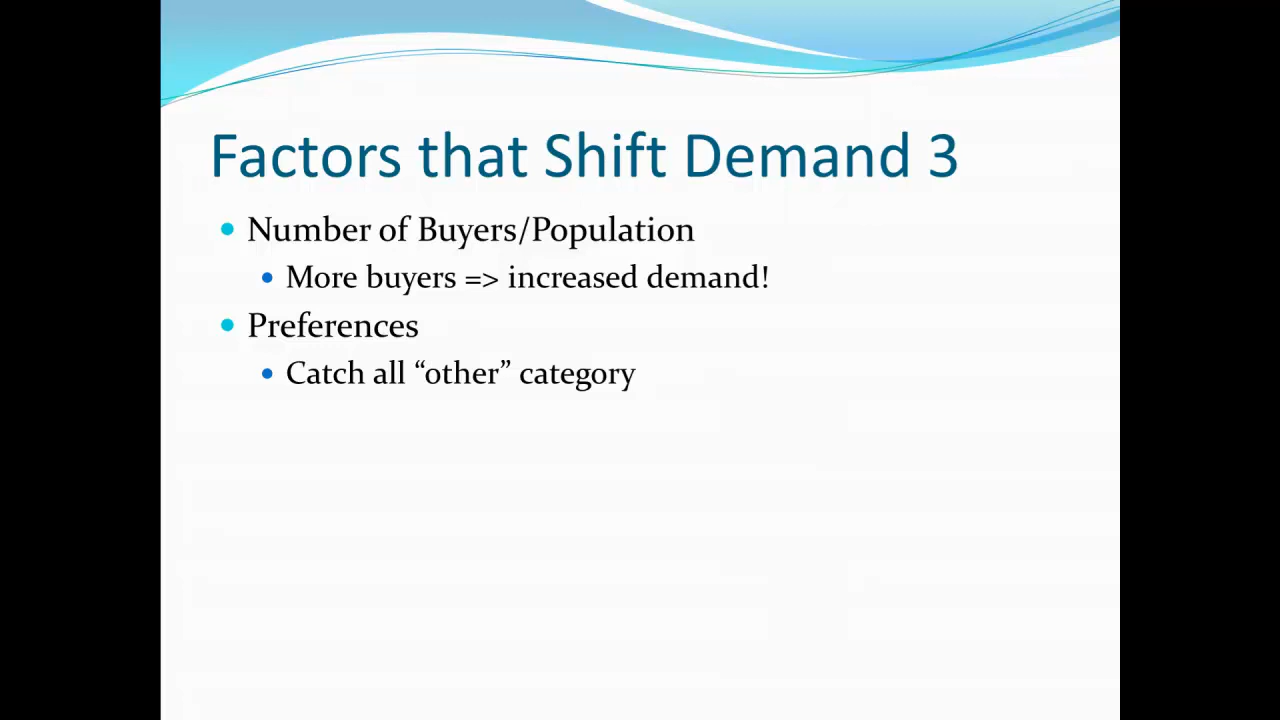 Factors that Shift Demand 3
• Number of Buyers/Population
• More buyers => increased demand!
• Preferences
• Catch all “other” category